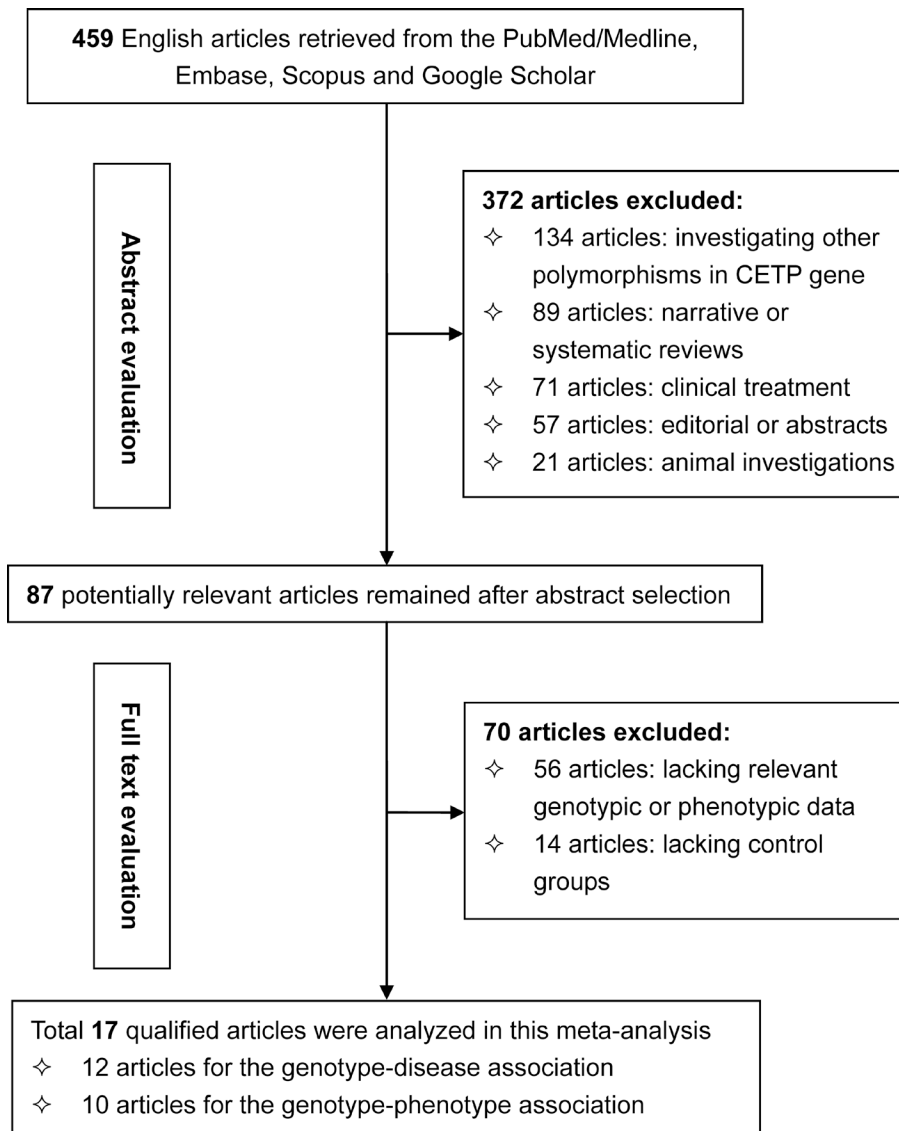 459 English articles retrieved from the PubMed/Medline,
Embase, Scopus and Google Scholar
Abstract evaluation
372 articles excluded:
✧ 134 articles: investigating other
polymorphisms in CETP gene
✧ 89 articles: narrative or
systematic reviews
✧ 71 articles: clinical treatment
✧ 57 articles: editorial or abstracts
✧ 21 articles: animal investigations
87 potentially relevant articles remained after abstract selection
Full text evaluation
70 articles excluded:
✧ 56 articles: lacking relevant
genotypic or phenotypic data
✧ 14 articles: lacking control
groups
Total 17 qualified articles were analyzed in this meta-analysis
✧ 12 articles for the genotype-disease association
✧ 10 articles for the genotype-phenotype association